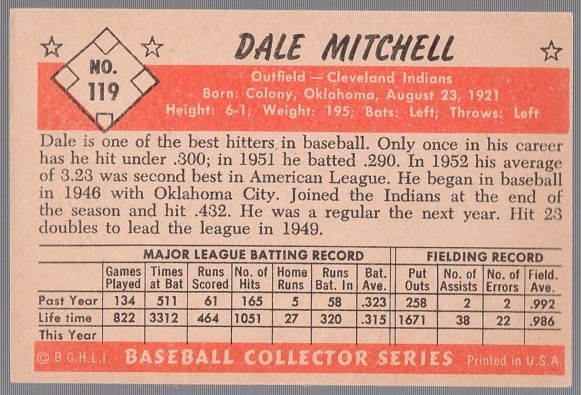 NO. 119
DALE MITCHELL
Outfield — Cleveland Indians
Born: Colony, Oklahoma, August 23, 1921
Height: 6-1; Weight: 195; Bats: Left; Throws: Left
Dale is one of the best hitters in baseball. Only once in his career
has he hit under .300; in 1951 he batted .290. In 1952 his average
of 3.23 was second best in American League. He began in baseball
in 1946 with Oklahoma City. Joined the Indians at the end of
the season and hit .432. He was a regular the next year. Hit 23
doubles to lead the league in 1949.
MAJOR LEAGUE BATTING RECORD FIELDING RECORD
Games Played Times at Bat Runs Scored No. of Hits Home Runs Runs Bat. In Bat. Ave. Put Outs No. of Assists No. of Errors Field. Ave.
Past Year 134 511 61 165 5 58 .323 258 2 2 .992
Life time 822 3312 464 1051 27 320 .315 1671 38 22 .986
This Year
© B.G.H.L.I. BASEBALL COLLECTOR SERIES Printed in U.S.A